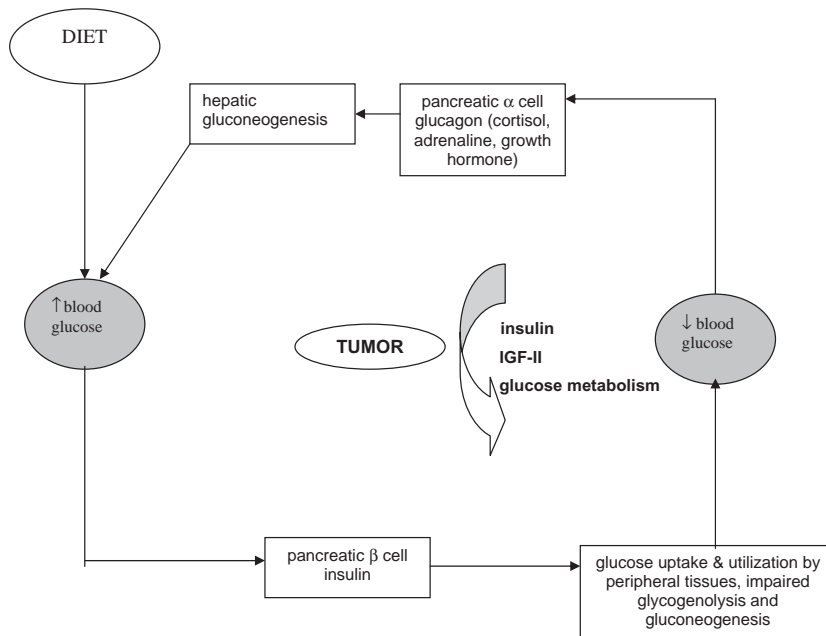 DIET
hepatic
gluconeogenesis
pancreatic α cell
glucagon (cortisol,
adrenaline, growth
hormone)
↑ blood
glucose
TUMOR
insulin
IGF-II
glucose metabolism
↓ blood
glucose
pancreatic β cell
insulin
glucose uptake & utilization by
peripheral tissues, impaired
glycogenolysis and
gluconeogenesis